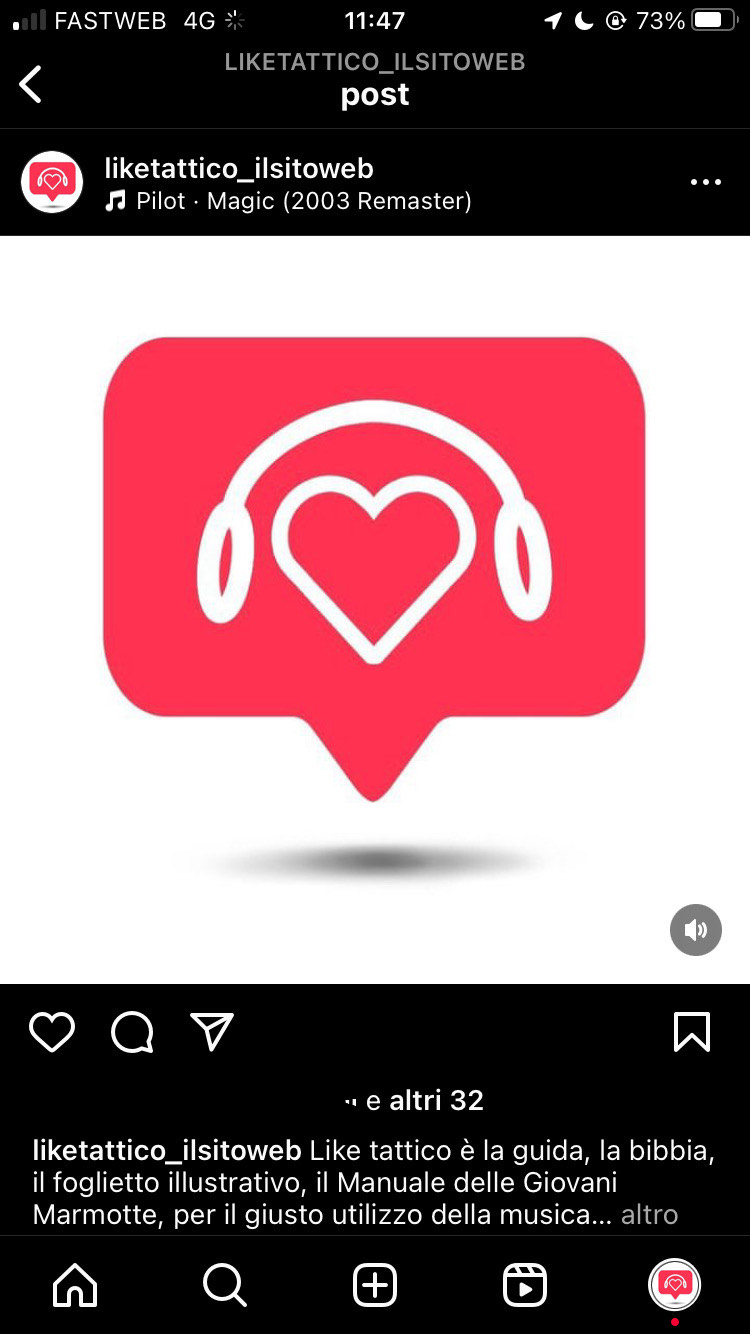 FASTWEB 4G 11:47 73%
LIKETATTICO_ILSITOWEB
post
liketattico_ilsitoweb
Pilot · Magic (2003 Remaster)
e altri 32
liketattico_ilsitoweb Like tattico è la guida, la bibbia,
il foglietto illustrativo, il Manuale delle Giovani
Marmotte, per il giusto utilizzo della musica... altro